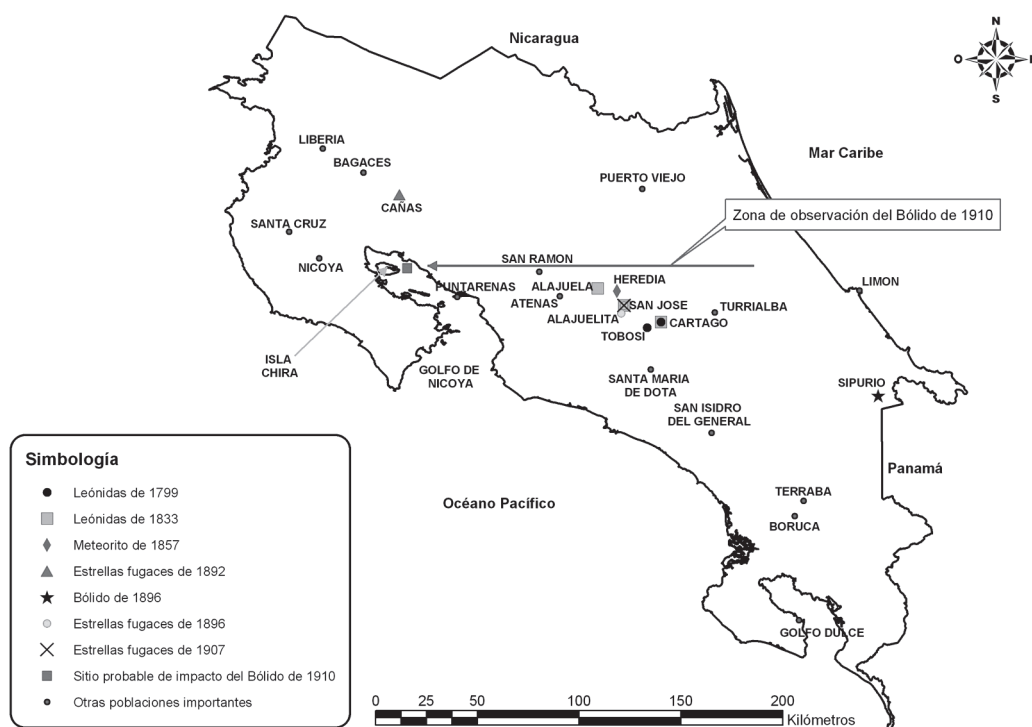 Nicaragua
N
O
E
S
Mar Caribe
LIBERIA
BAGACES
CAÑAS
PUERTO VIEJO
Zona de observación del Bólido de 1910
SANTA CRUZ
NICOYA
SAN RAMON
ALAJUELA
HEREDIA
LIMON
PUNTARENAS
ATENAS
SAN JOSE
TURRIALBA
ALAJUELITA
CARTAGO
TOBOSI
ISLA
CHIRA
GOLFO DE
NICOYA
SANTA MARIA
DE DOTA
SIPURIO
SAN ISIDRO
DEL GENERAL
Panamá
Océano Pacífico
TERRABA
BORUCA
GOLFO DULCE
Simbología
Leónidas de 1799
Leónidas de 1833
Meteorito de 1857
Estrellas fugaces de 1892
Bólido de 1896
Estrellas fugaces de 1896
Estrellas fugaces de 1907
Sitio probable de impacto del Bólido de 1910
Otras poblaciones importantes
0 25 50 100 150 200
Kilómetros